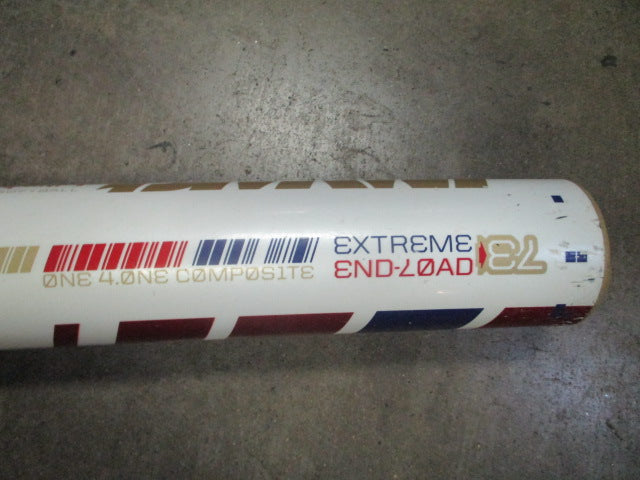 EXTREME
END-LOAD
ONE 4.ONE COMPOSITE